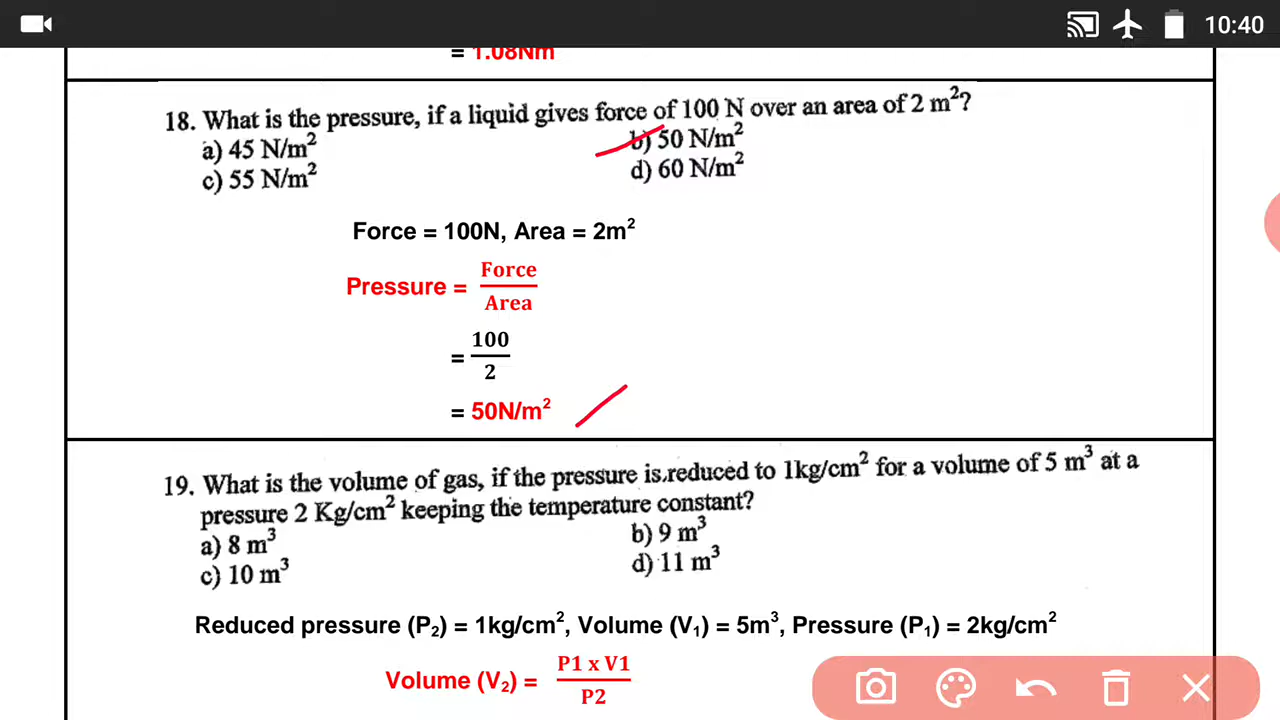 10:40
= 1.08Nm
18. What is the pressure, if a liquid gives force of 100 N over an area of 2 m²?
a) 45 N/m²
b) 50 N/m²
c) 55 N/m²
d) 60 N/m²
Force = 100N, Area = 2m²
Pressure = Force / Area
= 100 / 2
= 50N/m²
19. What is the volume of gas, if the pressure is.reduced to 1kg/cm² for a volume of 5 m³ at a
pressure 2 Kg/cm² keeping the temperature constant?
a) 8 m³
b) 9 m³
c) 10 m³
d) 11 m³
Reduced pressure (P₂) = 1kg/cm², Volume (V₁) = 5m³, Pressure (P₁) = 2kg/cm²
Volume (V₂) = P1 x V1 / P2